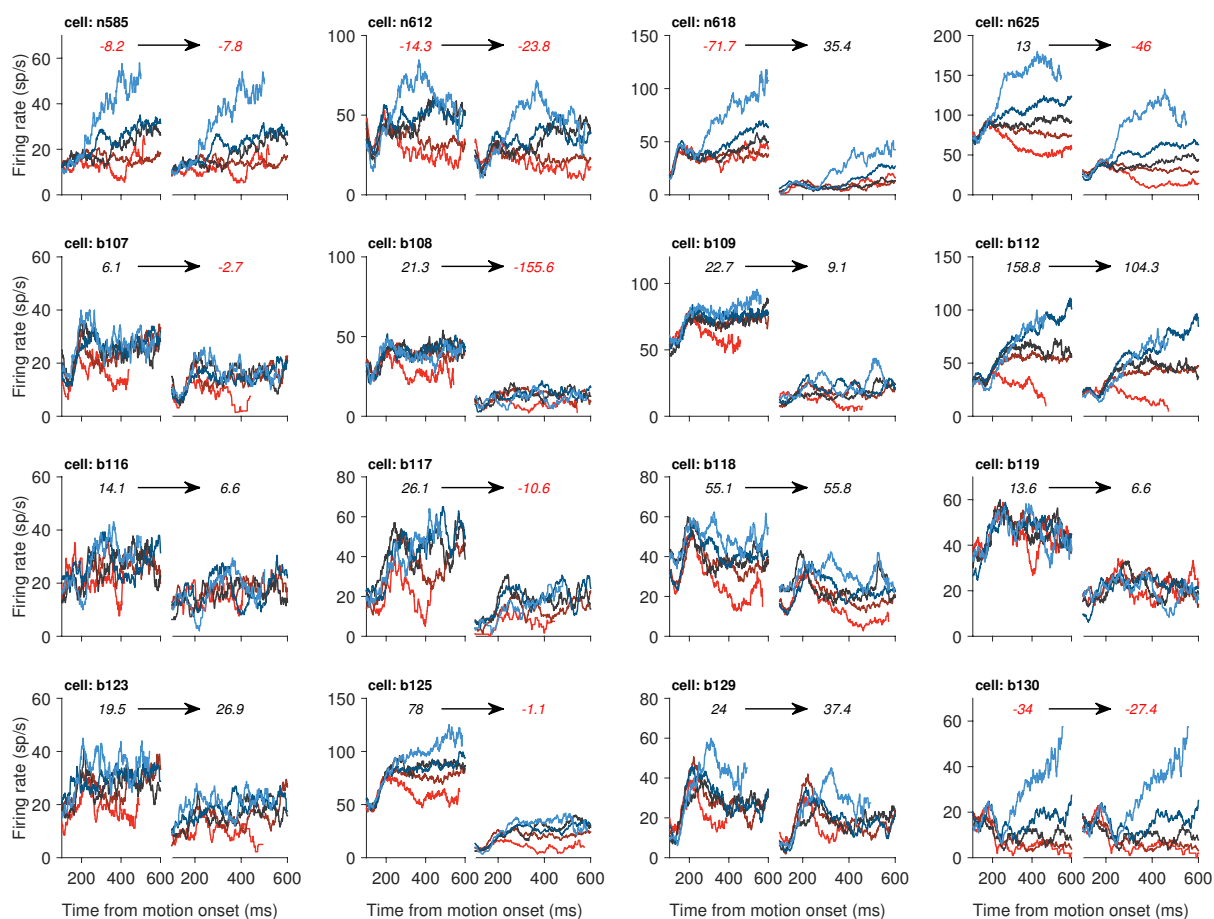 cell: n585 cell: n612 cell: n618 cell: n625
60 100 150 200
-8.2 -7.8 -14.3 -23.8 -71.7 35.4 13 -46
Firing rate (sp/s)
40 150
100
50 100
20 50
50
0 0 0 0
cell: b107 cell: b108 cell: b109 cell: b112
60
6.1 -2.7 21.3 -155.6 22.7 9.1 158.8 104.3
Firing rate (sp/s)
100 100 150
40
100
50 50
20 50
0 0 0 0
cell: b116 cell: b117 cell: b118 cell: b119
60 80 80
14.1 6.6 26.1 -10.6 55.1 55.8 13.6 6.6
Firing rate (sp/s)
60 60 60
40
40 40 40
20 20 20 20
0 0 0 0
cell: b123 cell: b125 cell: b129 cell: b130
60 150 80
19.5 26.9 78 -1.1 24 37.4 -34 -27.4
Firing rate (sp/s)
60 60
40 100
40 40
20 50
20 20
0 0 0 0
200 400 600 200 400 600 200 400 600 200 400 600 200 400 600 200 400 600 200 400 600 200 400 600
Time from motion onset (ms) Time from motion onset (ms) Time from motion onset (ms) Time from motion onset (ms)